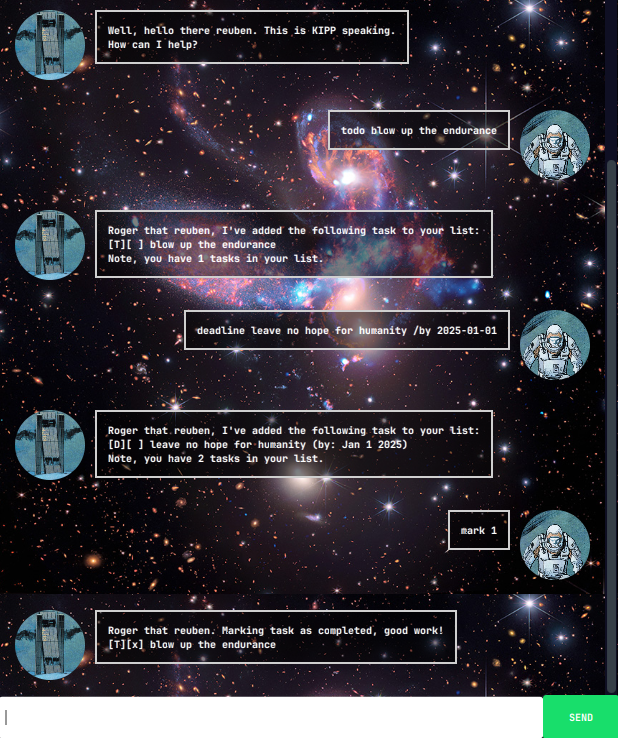 Well, hello there reuben. This is KIPP speaking.
How can I help?
todo blow up the endurance
Roger that reuben, I've added the following task to your list:
[T][ ] blow up the endurance
Note, you have 1 tasks in your list.
deadline leave no hope for humanity /by 2025-01-01
Roger that reuben, I've added the following task to your list:
[D][ ] leave no hope for humanity (by: Jan 1 2025)
Note, you have 2 tasks in your list.
mark 1
Roger that reuben. Marking task as completed, good work!
[T][x] blow up the endurance
SEND